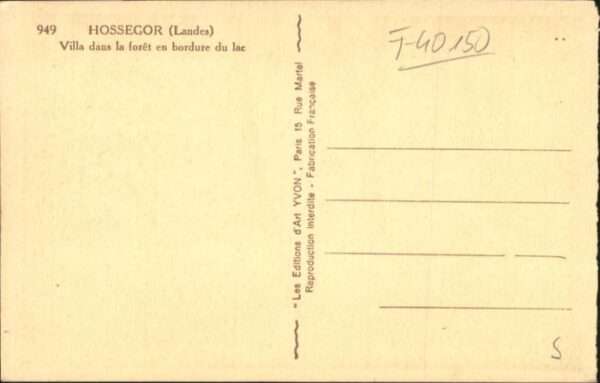 949 HOSSEGOR (Landes)
Villa dans la forêt en bordure du lac
"Les Editions d'Art YVON", Paris 15 Rue Martel
Reproduction Interdite - Fabrication Française
F-40150
S